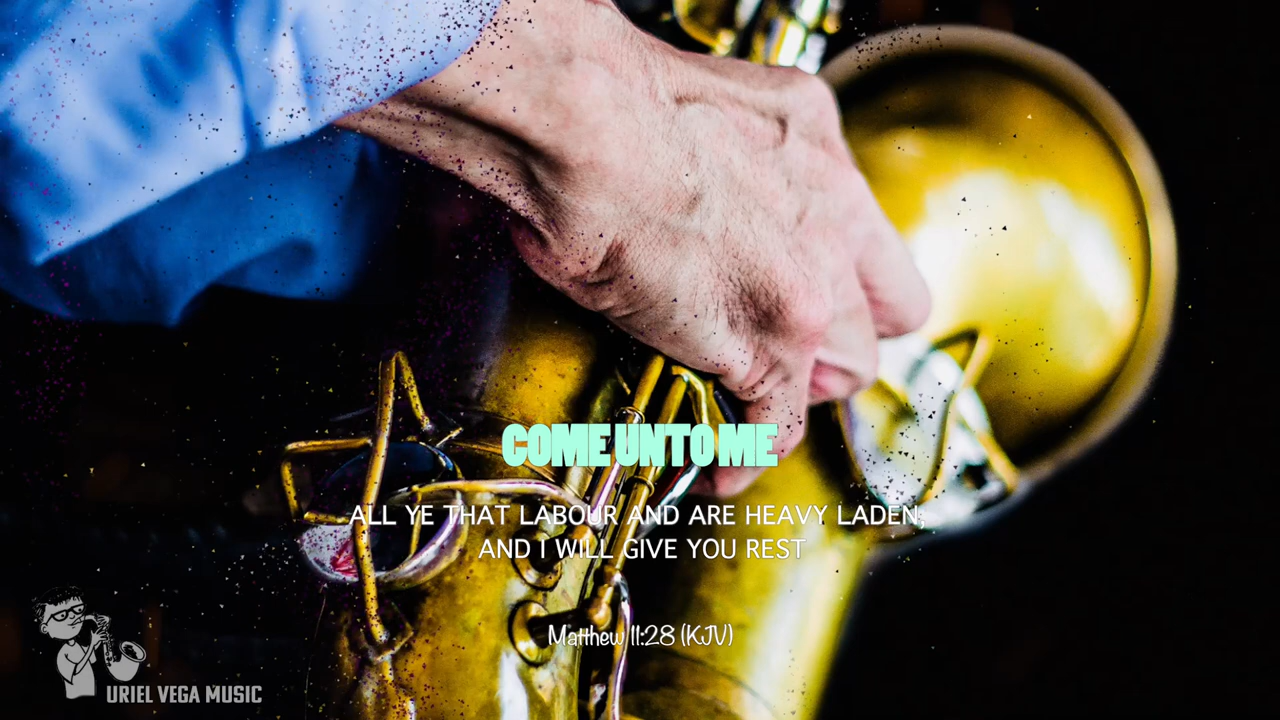 COME UNTO ME
ALL YE THAT LABOUR AND ARE HEAVY LADEN,
AND I WILL GIVE YOU REST
Matthew 11:28 (KJV)
URIEL VEGA MUSIC